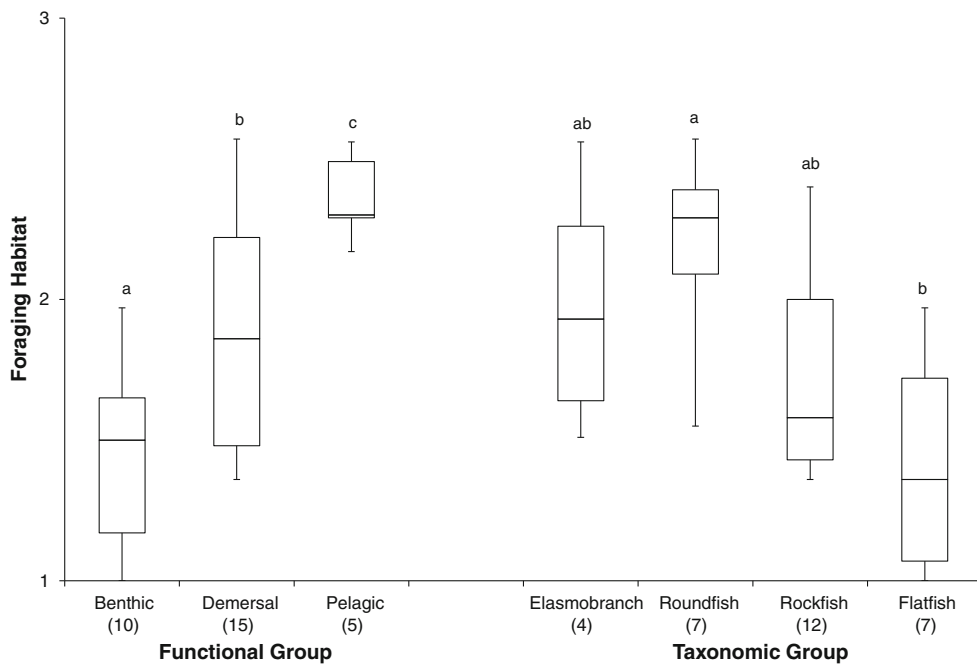 3
b
c
ab
a
ab
a
2
b
Foraging Habitat
1
Benthic Demersal Pelagic Elasmobranch Roundfish Rockfish Flatfish
(10) (15) (5) (4) (7) (12) (7)
Functional Group Taxonomic Group